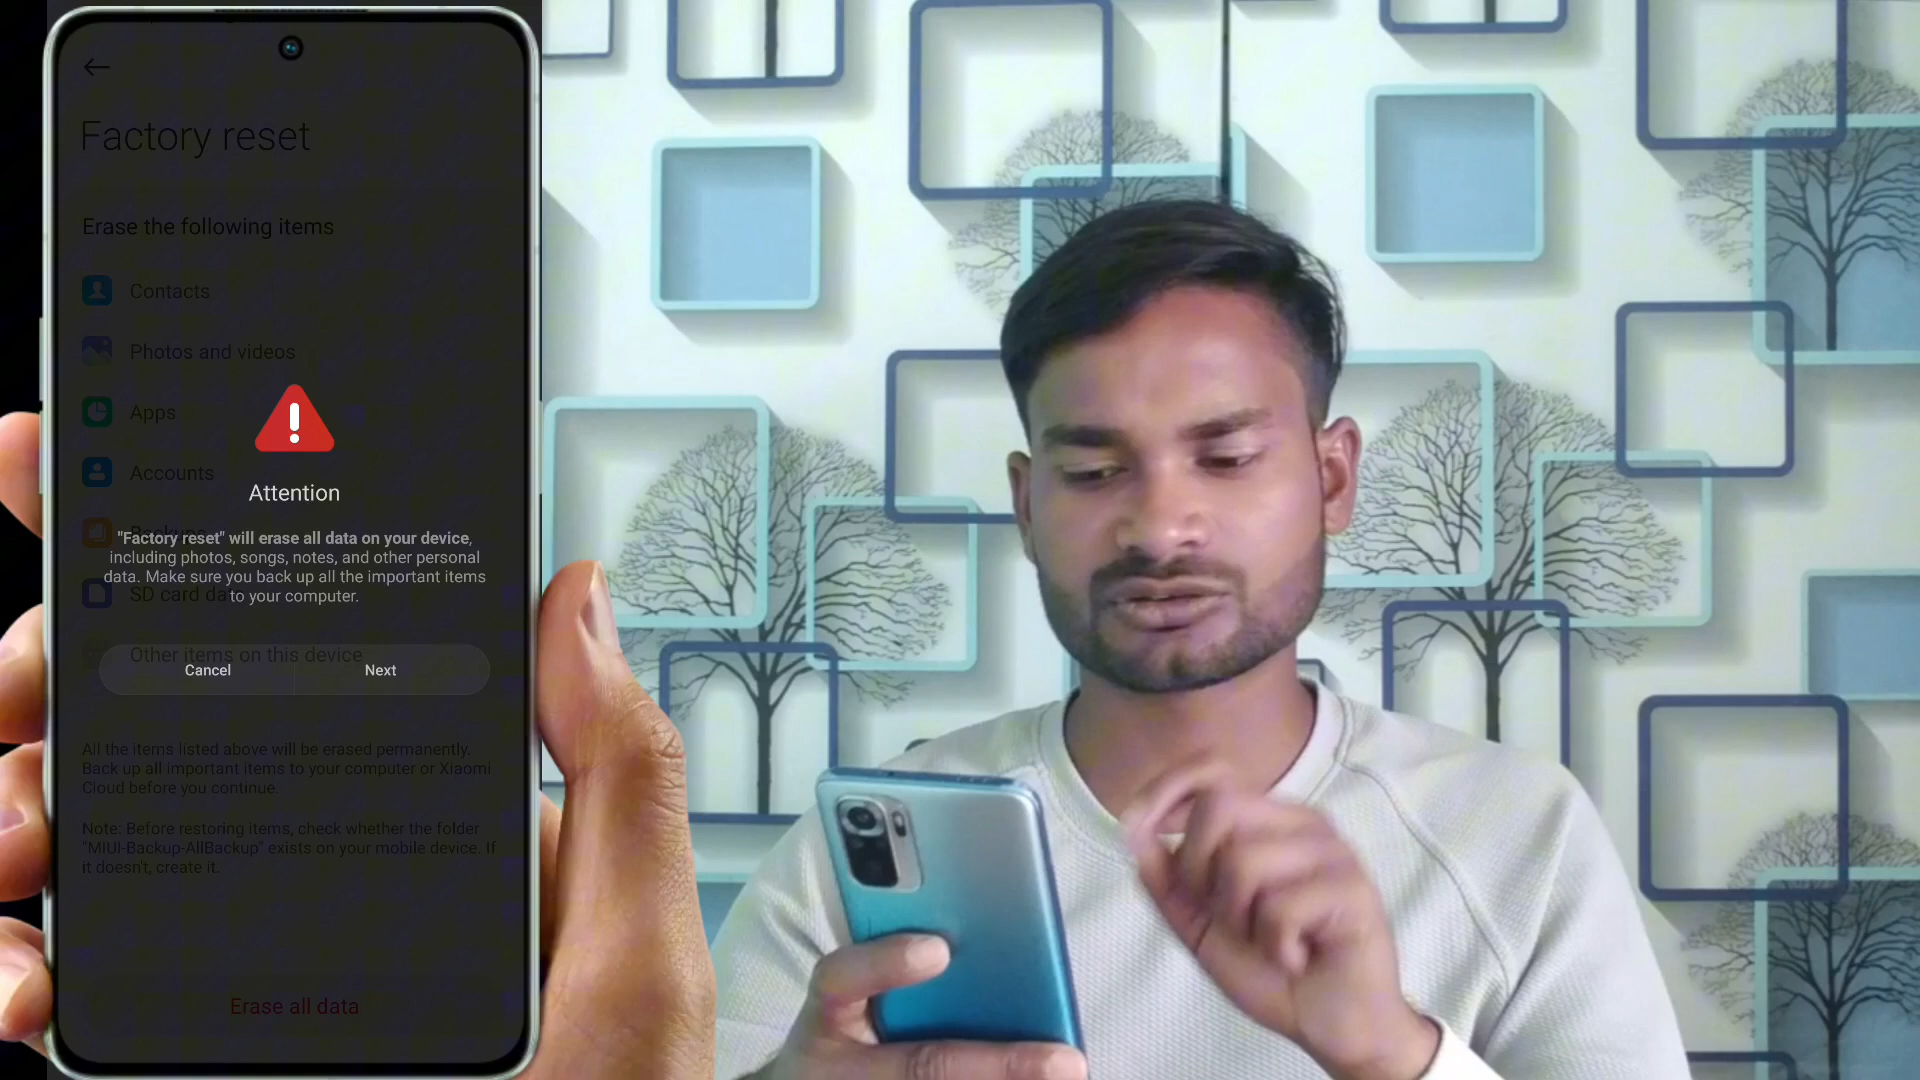 Factory reset
Erase the following items
Contacts
Photos and videos
Apps
Accounts
Attention
Backups
"Factory reset" will erase all data on your device,
including photos, songs, notes, and other personal
data. Make sure you back up all the important items
SD card da
to your computer.
Other items on this device
Cancel
Next
All the items listed above will be erased permanently.
Back up all important items to your computer or Xiaomi
Cloud before you continue.
Note: Before restoring items, check whether the folder
"MIUI-Backup-AllBackup" exists on your mobile device. If
it doesn't, create it.
Erase all data